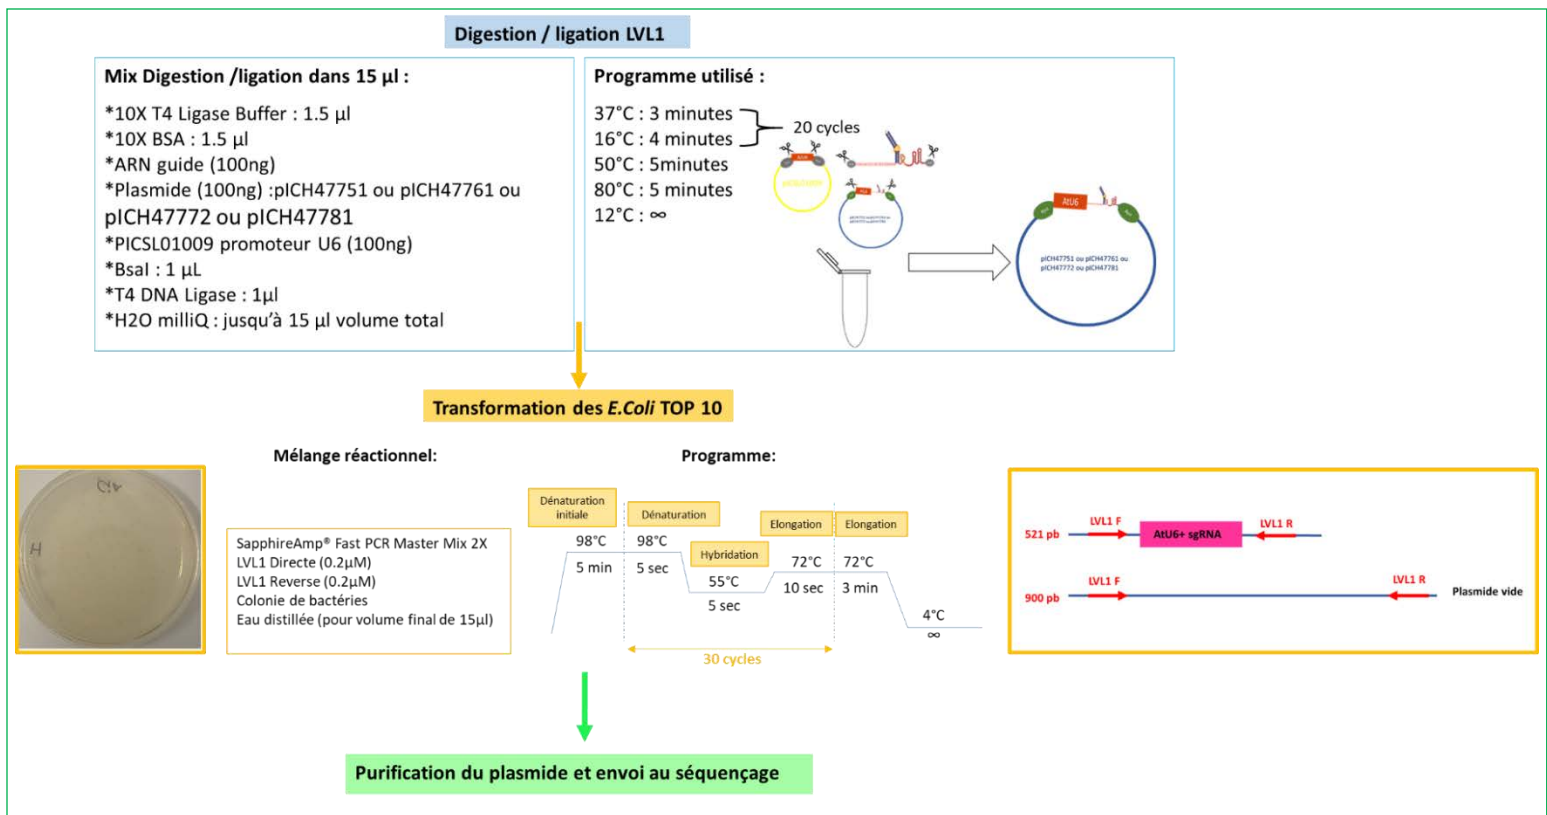 Digestion / ligation LVL1
Mix Digestion /ligation dans 15 µl :
*10X T4 Ligase Buffer : 1.5 µl
*10X BSA : 1.5 µl
*ARN guide (100ng)
*Plasmide (100ng) :pICH47751 ou pICH47761 ou
pICH47772 ou pICH47781
*PICSL01009 promoteur U6 (100ng)
*BsaI : 1 µL
*T4 DNA Ligase : 1µl
*H2O milliQ : jusqu’à 15 µl volume total
Programme utilisé :
37°C : 3 minutes
16°C : 4 minutes
20 cycles
50°C : 5minutes
80°C : 5 minutes
12°C : ∞
AtU6
pICH47751 ou pICH47761 ou
pICH47772 ou pICH47781
Transformation des E.Coli TOP 10
Mélange réactionnel:
SapphireAmp® Fast PCR Master Mix 2X
LVL1 Directe (0.2µM)
LVL1 Reverse (0.2µM)
Colonie de bactéries
Eau distillée (pour volume final de 15µl)
Programme:
Dénaturation
initiale
Dénaturation
Hybridation
Elongation
Elongation
98°C
98°C
55°C
72°C
72°C
4°C
5 min
5 sec
5 sec
10 sec
3 min
∞
30 cycles
521 pb
LVL1 F
AtU6+ sgRNA
LVL1 R
900 pb
LVL1 F
LVL1 R
Plasmide vide
Purification du plasmide et envoi au séquençage